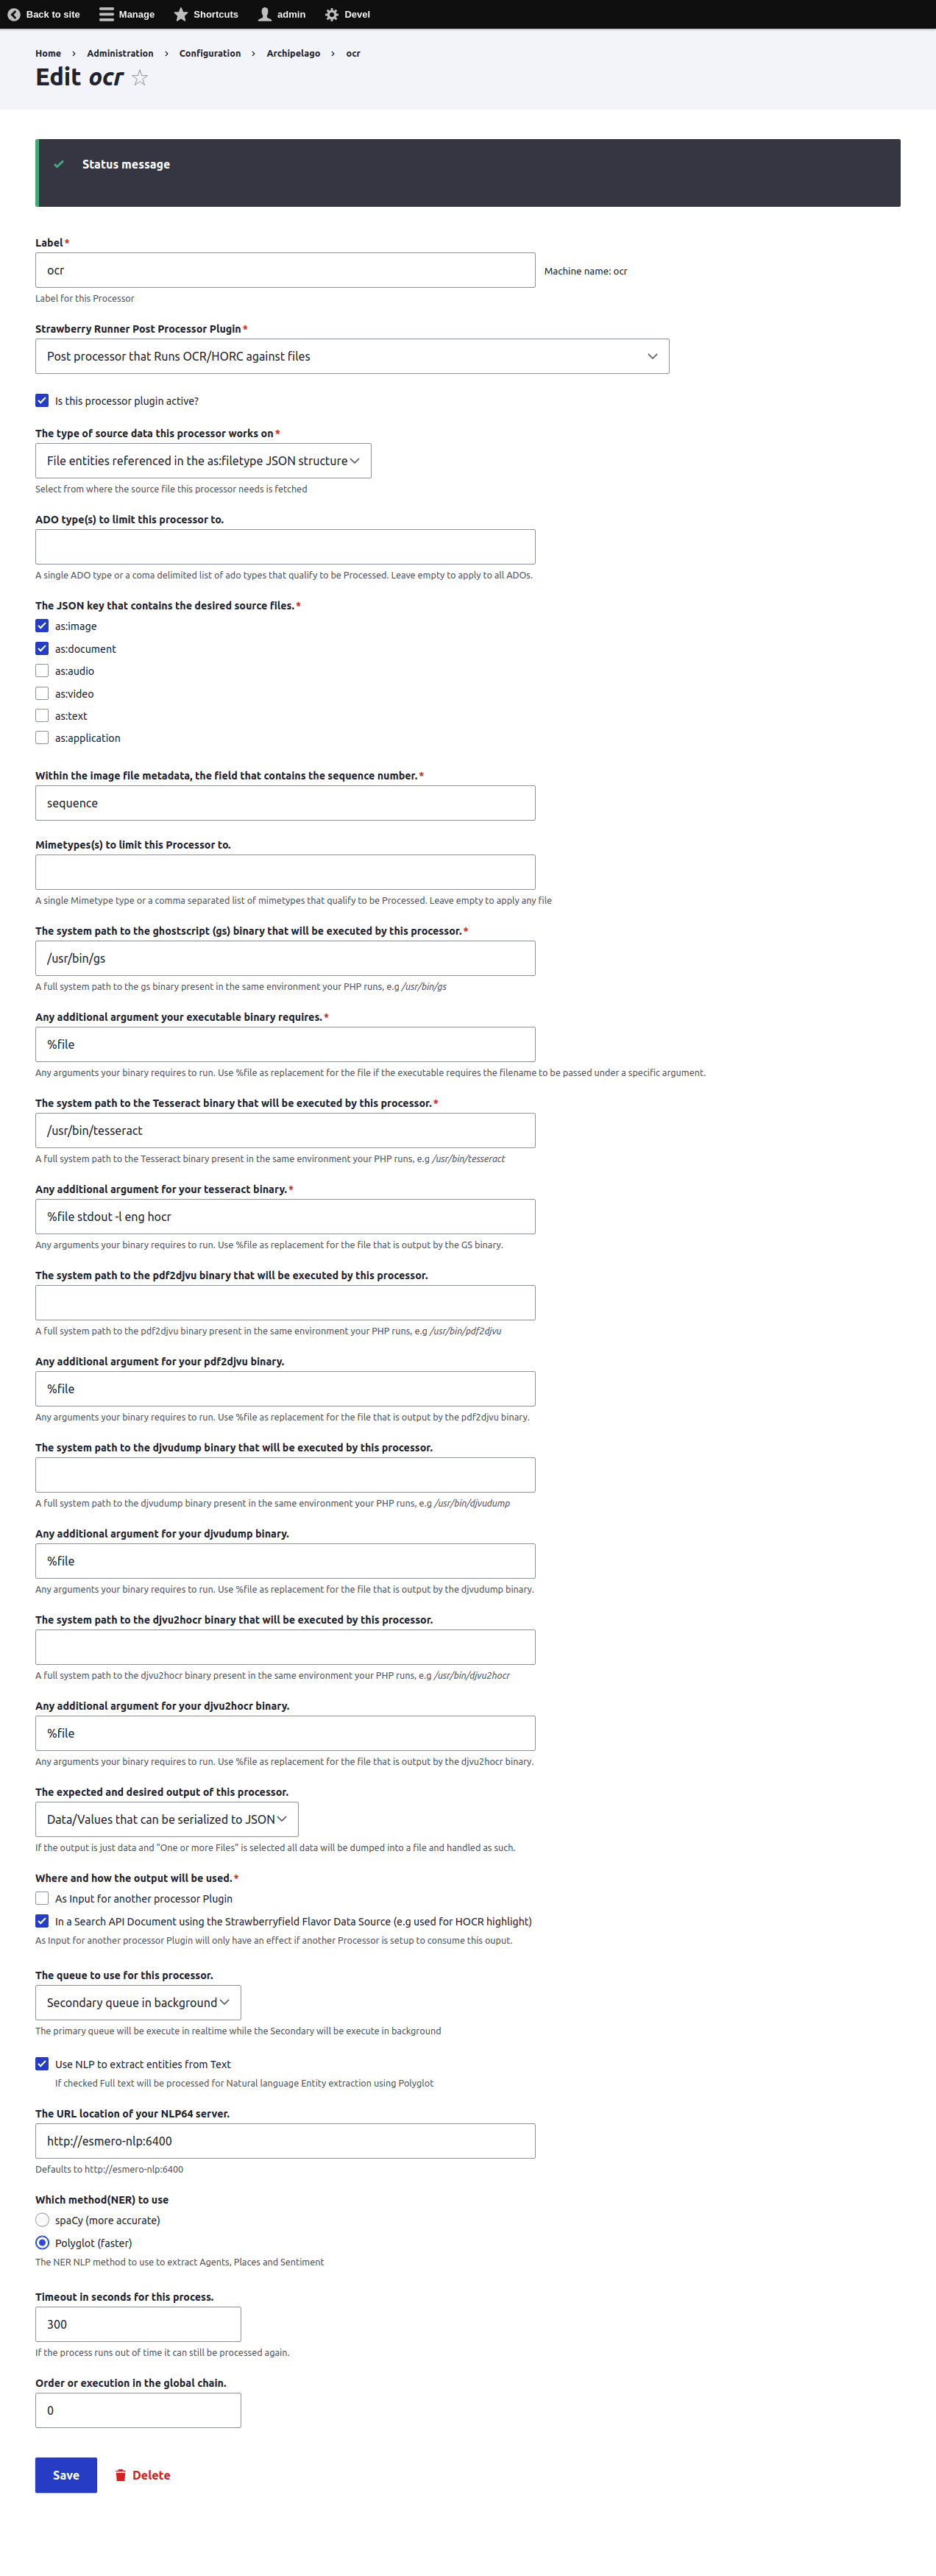 Back to site Manage Shortcuts admin Devel
Home › Administration › Configuration › Archipelago › ocr
Edit ocr
Status message
Label*
ocr
Machine name: ocr
Label for this Processor
Strawberry Runner Post Processor Plugin*
Post processor that Runs OCR/HORC against files
Is this processor plugin active?
The type of source data this processor works on*
File entities referenced in the as:filetype JSON structure
Select from where the source file this processor needs is fetched
ADO type(s) to limit this processor to.
A single ADO type or a coma delimited list of ado types that qualify to be Processed. Leave empty to apply to all ADOs.
The JSON key that contains the desired source files.*
as:image
as:document
as:audio
as:video
as:text
as:application
Within the image file metadata, the field that contains the sequence number.*
sequence
Mimetypes(s) to limit this Processor to.
A single Mimetype type or a comma separated list of mimetypes that qualify to be Processed. Leave empty to apply any file
The system path to the ghostscript (gs) binary that will be executed by this processor.*
/usr/bin/gs
A full system path to the gs binary present in the same environment your PHP runs, e.g /usr/bin/gs
Any additional argument your executable binary requires.*
%file
Any arguments your binary requires to run. Use %file as replacement for the file if the executable requires the filename to be passed under a specific argument.
The system path to the Tesseract binary that will be executed by this processor.*
/usr/bin/tesseract
A full system path to the Tesseract binary present in the same environment your PHP runs, e.g /usr/bin/tesseract
Any additional argument for your tesseract binary.*
%file stdout -l eng hocr
Any arguments your binary requires to run. Use %file as replacement for the file that is output by the GS binary.
The system path to the pdf2djvu binary that will be executed by this processor.
A full system path to the pdf2djvu binary present in the same environment your PHP runs, e.g /usr/bin/pdf2djvu
Any additional argument for your pdf2djvu binary.
%file
Any arguments your binary requires to run. Use %file as replacement for the file that is output by the pdf2djvu binary.
The system path to the djvudump binary that will be executed by this processor.
A full system path to the djvudump binary present in the same environment your PHP runs, e.g /usr/bin/djvudump
Any additional argument for your djvudump binary.
%file
Any arguments your binary requires to run. Use %file as replacement for the file that is output by the djvudump binary.
The system path to the djvu2hocr binary that will be executed by this processor.
A full system path to the djvu2hocr binary present in the same environment your PHP runs, e.g /usr/bin/djvu2hocr
Any additional argument for your djvu2hocr binary.
%file
Any arguments your binary requires to run. Use %file as replacement for the file that is output by the djvu2hocr binary.
The expected and desired output of this processor.
Data/Values that can be serialized to JSON
If the output is just data and "One or more Files" is selected all data will be dumped into a file and handled as such.
Where and how the output will be used.*
As Input for another processor Plugin
In a Search API Document using the Strawberryfield Flavor Data Source (e.g used for HOCR highlight)
As Input for another processor Plugin will only have an effect if another Processor is setup to consume this ouput.
The queue to use for this processor.
Secondary queue in background
The primary queue will be execute in realtime while the Secondary will be execute in background
Use NLP to extract entities from Text
If checked Full text will be processed for Natural language Entity extraction using Polyglot
The URL location of your NLP64 server.
http://esmero-nlp:6400
Defaults to http://esmero-nlp:6400
Which method(NER) to use
spaCy (more accurate)
Polyglot (faster)
The NER NLP method to use to extract Agents, Places and Sentiment
Timeout in seconds for this process.
300
If the process runs out of time it can still be processed again.
Order or execution in the global chain.
0
Save Delete